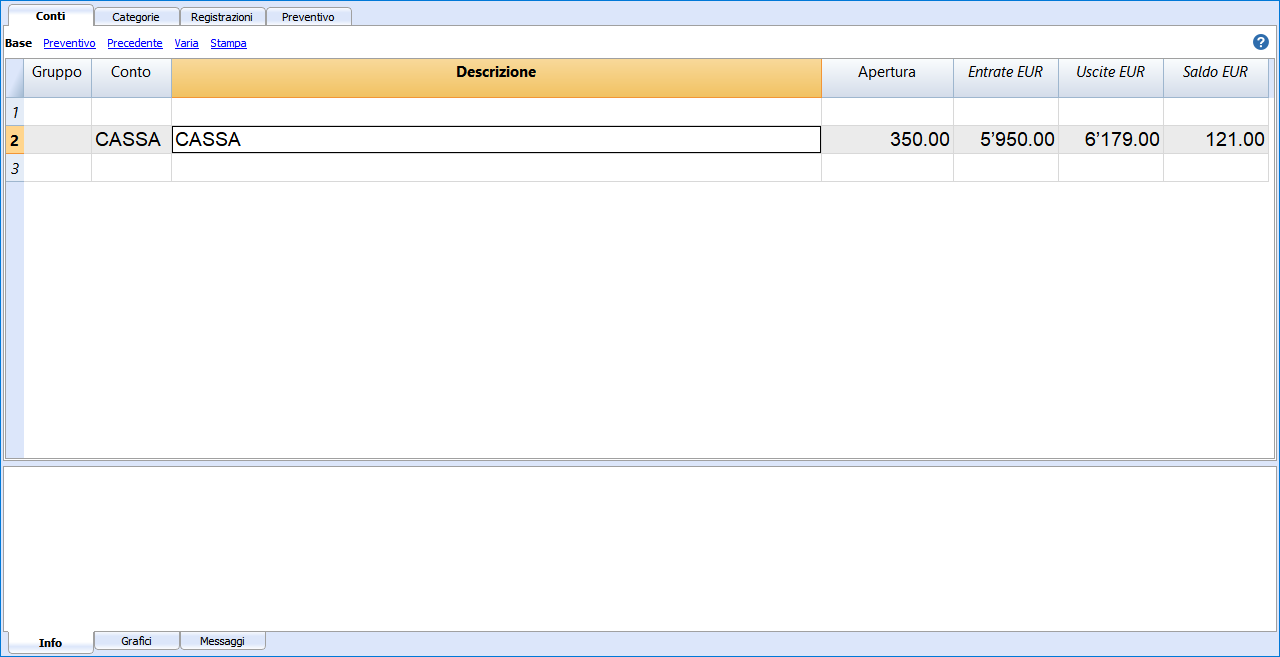 Conti Categorie Registrazioni Preventivo
Base Preventivo Precedente Varia Stampa ?
Gruppo Conto Descrizione Apertura Entrate EUR Uscite EUR Saldo EUR
1
2 CASSA CASSA 350.00 5’950.00 6’179.00 121.00
3
Info Grafici Messaggi